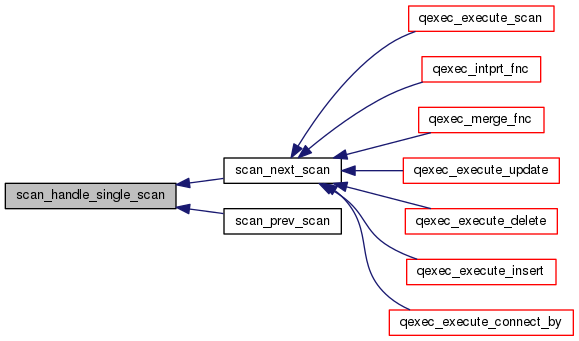 scan_handle_single_scan
scan_next_scan
scan_prev_scan
qexec_execute_scan
qexec_intprt_fnc
qexec_merge_fnc
qexec_execute_update
qexec_execute_delete
qexec_execute_insert
qexec_execute_connect_by